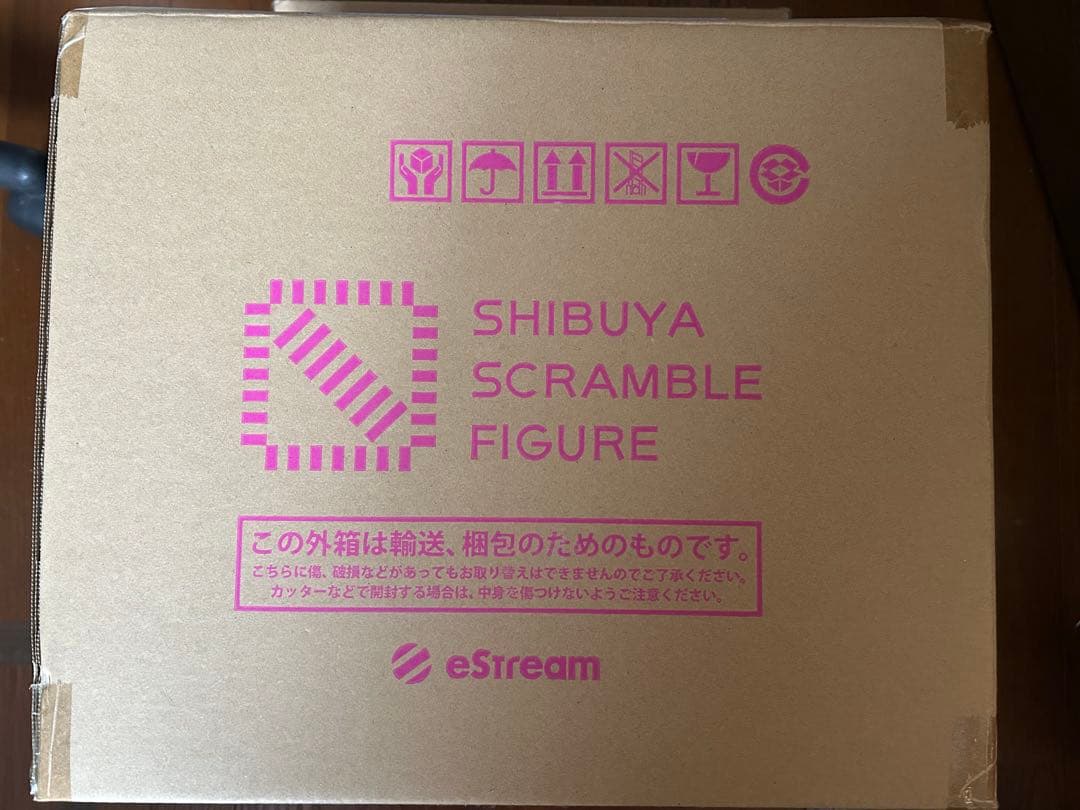 SHIBUYA
SCRAMBLE
FIGURE
この外箱は輸送、梱包のためのものです。
こちらに傷、破損などがあってもお取り替えはできませんのでご了承ください。
カッターなどで開封する場合は、中身を傷つけないようご注意ください。
eStream